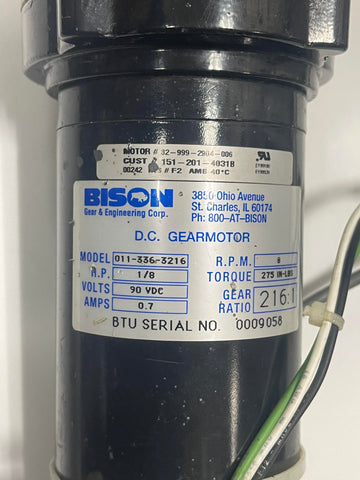 MOTOR # 32-999-2904-006
CUST # 151-201-4031B
00242 # F2 AMB 40°C
BISON
Gear & Engineering Corp.
3850 Ohio Avenue
St. Charles, IL 60174
Ph: 800-AT-BISON
D.C. GEARMOTOR
MODEL 011-336-3216
R.P.M. 8
H.P. 1/8
TORQUE 275 IN-LBS
VOLTS 90 VDC
GEAR RATIO 216:1
AMPS 0.7
BTU SERIAL NO. 0009058